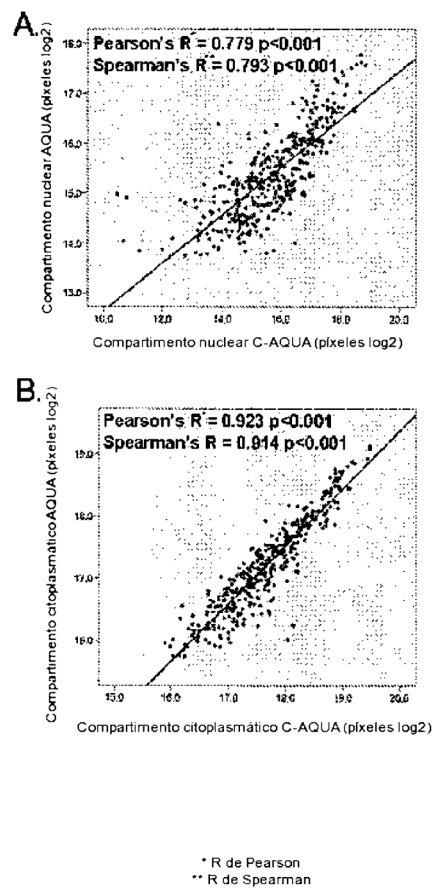 A.
Pearson's R* = 0.779 p<0.001
Spearman's R** = 0.793 p<0.001
Compartimento nuclear AQUA (píxeles log2)
18.0
17.0
16.0
15.0
14.0
13.0
10.0 12.0 14.0 16.0 18.0 20.0
Compartimento nuclear C-AQUA (píxeles log2)
B.
Pearson's R* = 0.923 p<0.001
Spearman's R = 0.914 p<0.001
Compartimento citoplasmático AQUA (píxeles log2)
19.0
18.0
17.0
16.0
15.0 16.0 17.0 18.0 19.0 20.0
Compartimento citoplasmático C-AQUA (píxeles log2)
* R de Pearson
** R de Spearman